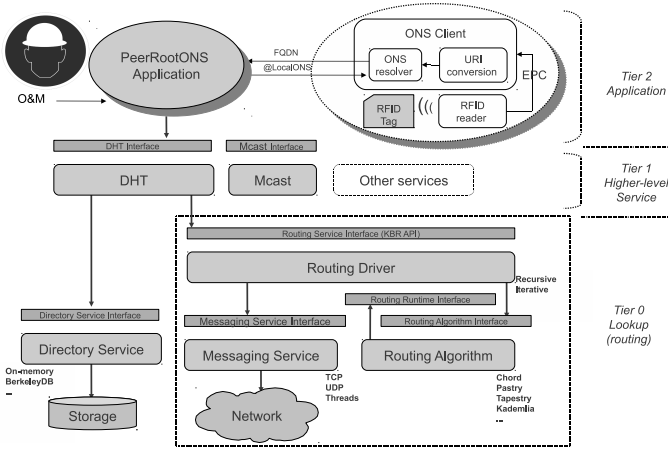 PeerRootONS
Application
O&M
FQDN
@LocalONS
ONS Client
ONS
resolver
URI
conversion
EPC
RFID
Tag
RFID
reader
Tier 2
Application
DHT Interface
Mcast Interface
DHT
Mcast
Other services
Tier 1
Higher-level
Service
Routing Service Interface (KBR API)
Routing Driver
Recursive
Iterative
Routing Runtime Interface
Directory Service Interface
Messaging Service Interface
Routing Algorithm Interface
Tier 0
Lookup
(routing)
Directory Service
Messaging Service
Routing Algorithm
On-memory
BerkeleyDB
...
TCP
UDP
Threads
Chord
Pastry
Tapestry
Kademlia
...
Storage
Network